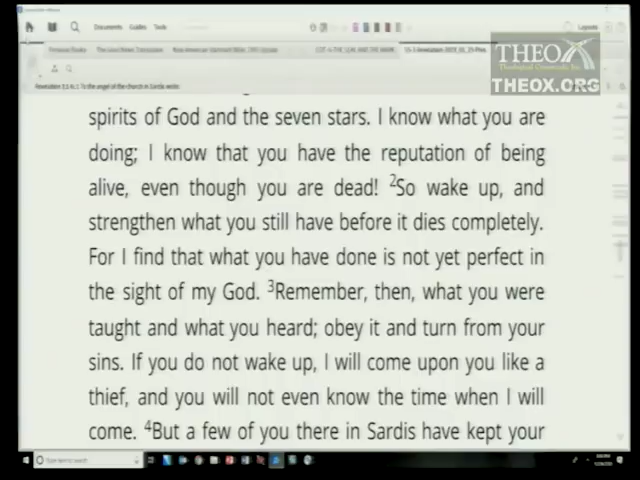 Documents Guides Tools Layouts
THEOX
THEOX.ORG
spirits of God and the seven stars. I know what you are
doing; I know that you have the reputation of being
alive, even though you are dead! 2So wake up, and
strengthen what you still have before it dies completely.
For I find that what you have done is not yet perfect in
the sight of my God. 3Remember, then, what you were
taught and what you heard; obey it and turn from your
sins. If you do not wake up, I will come upon you like a
thief, and you will not even know the time when I will
come. 4But a few of you there in Sardis have kept your